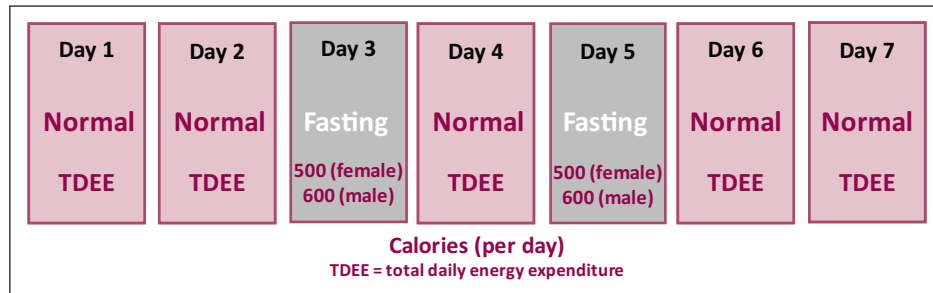 Day 1
Normal
TDEE
Day 2
Normal
TDEE
Day 3
Fasting
500 (female)
600 (male)
Day 4
Normal
TDEE
Day 5
Fasting
500 (female)
600 (male)
Day 6
Normal
TDEE
Day 7
Normal
TDEE
Calories (per day)
TDEE = total daily energy expenditure